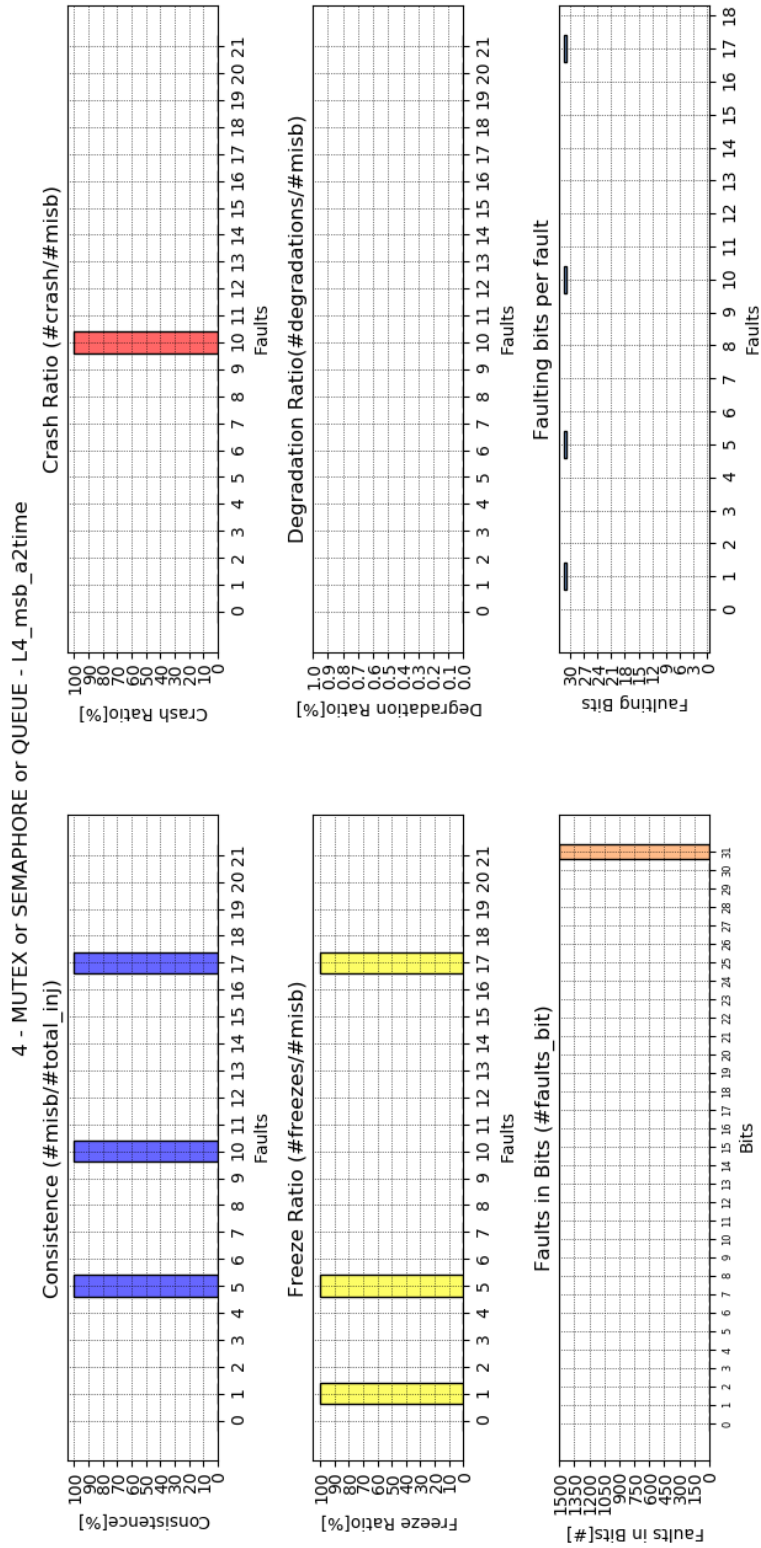 4 - MUTEX or SEMAPHORE or QUEUE - L4_msb_a2time
Consistence (#misb/#total_inj)
Consistence[%]
100
90
80
70
60
50
40
30
20
10
0
0 1 2 3 4 5 6 7 8 9 10 11 12 13 14 15 16 17 18 19 20 21
Faults
Crash Ratio (#crash/#misb)
Crash Ratio[%]
100
90
80
70
60
50
40
30
20
10
0
0 1 2 3 4 5 6 7 8 9 10 11 12 13 14 15 16 17 18 19 20 21
Faults
Freeze Ratio (#freezes/#misb)
Freeze Ratio[%]
100
90
80
70
60
50
40
30
20
10
0
0 1 2 3 4 5 6 7 8 9 10 11 12 13 14 15 16 17 18 19 20 21
Faults
Degradation Ratio(#degradations/#misb)
Degradation Ratio[%]
1.0
0.9
0.8
0.7
0.6
0.5
0.4
0.3
0.2
0.1
0.0
0 1 2 3 4 5 6 7 8 9 10 11 12 13 14 15 16 17 18 19 20 21
Faults
Faults in Bits (#faults_bit)
Faults in Bits[#]
1500
1350
1200
1050
900
750
600
450
300
150
0
0 1 2 3 4 5 6 7 8 9 10 11 12 13 14 15 16 17 18 19 20 21 22 23 24 25 26 27 28 29 30 31
Bits
Faulting bits per fault
Faulting Bits
30
27
24
21
18
15
12
9
6
3
0
0 1 2 3 4 5 6 7 8 9 10 11 12 13 14 15 16 17 18
Faults